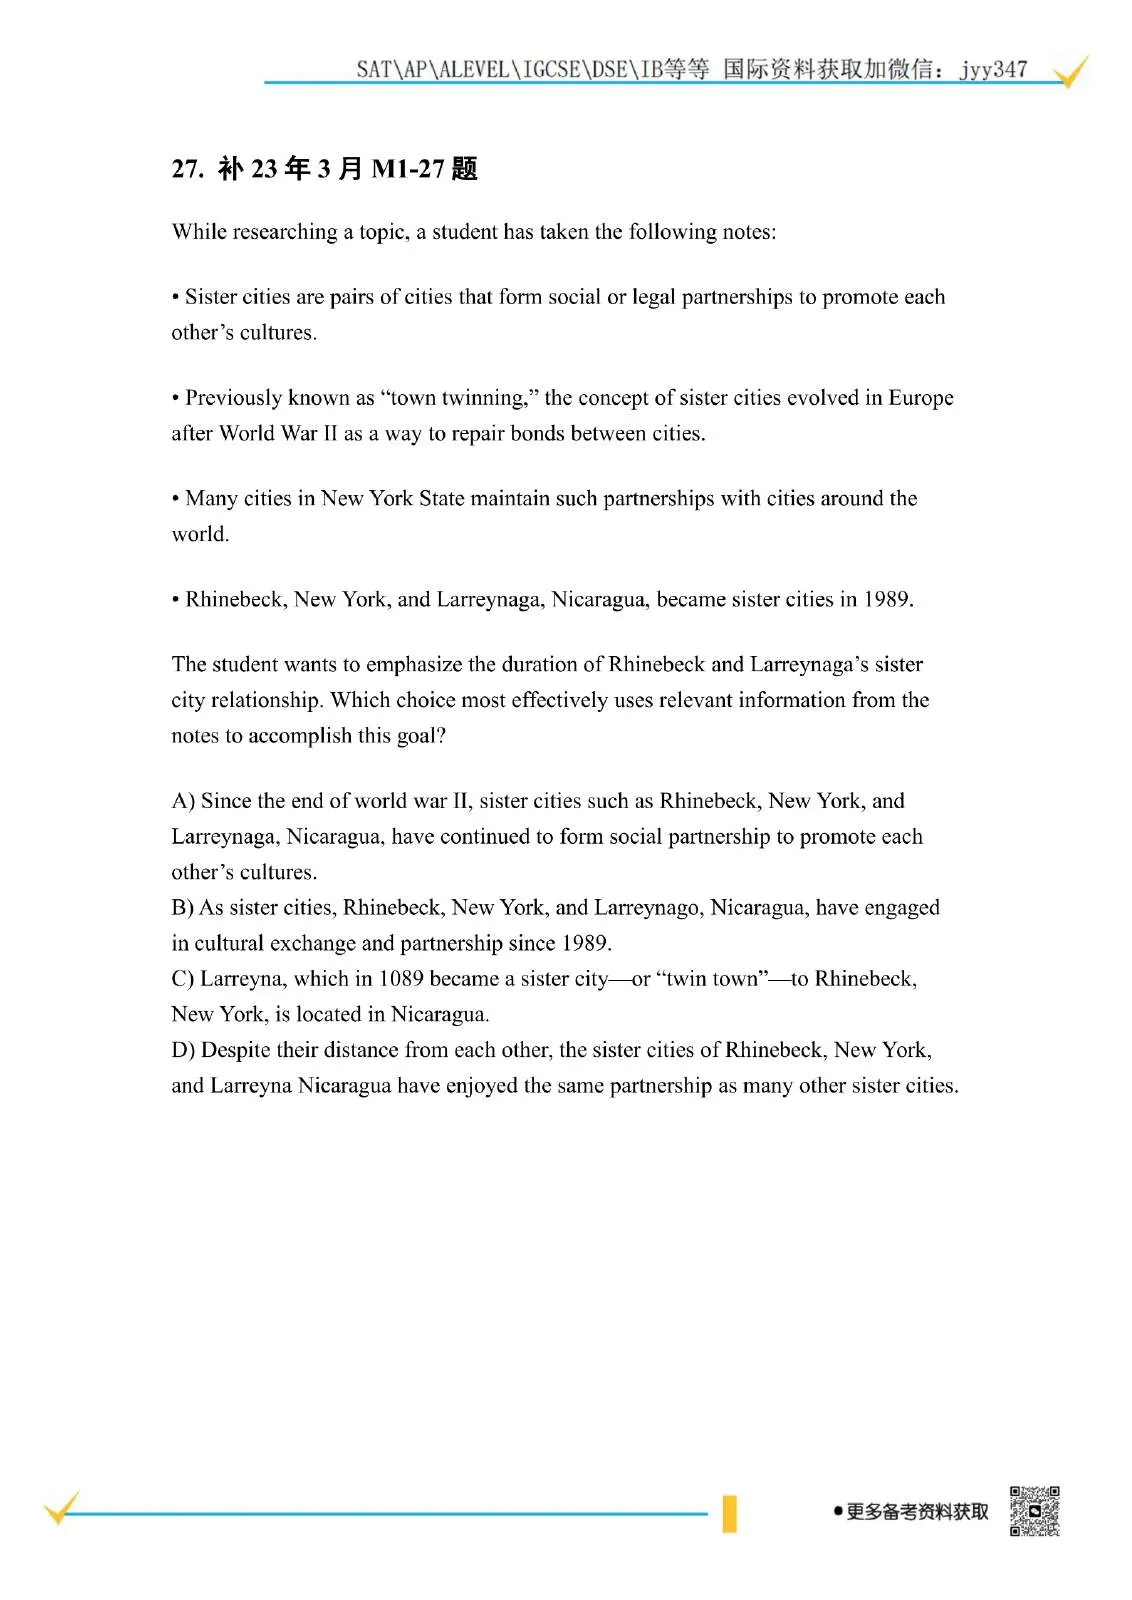 SAT\AP\ALEVEL\IGCSE\DSE\IB等等 国际资料获取加微信：jyy347
27. 补 23 年 3 月 M1-27 题
While researching a topic, a student has taken the following notes:
• Sister cities are pairs of cities that form social or legal partnerships to promote each
other’s cultures.
• Previously known as “town twinning,” the concept of sister cities evolved in Europe
after World War II as a way to repair bonds between cities.
• Many cities in New York State maintain such partnerships with cities around the
world.
• Rhinebeck, New York, and Larreynaga, Nicaragua, became sister cities in 1989.
The student wants to emphasize the duration of Rhinebeck and Larreynaga’s sister
city relationship. Which choice most effectively uses relevant information from the
notes to accomplish this goal?
A) Since the end of world war II, sister cities such as Rhinebeck, New York, and
Larreynaga, Nicaragua, have continued to form social partnership to promote each
other’s cultures.
B) As sister cities, Rhinebeck, New York, and Larreynago, Nicaragua, have engaged
in cultural exchange and partnership since 1989.
C) Larreyna, which in 1089 became a sister city—or “twin town”—to Rhinebeck,
New York, is located in Nicaragua.
D) Despite their distance from each other, the sister cities of Rhinebeck, New York,
and Larreyna Nicaragua have enjoyed the same partnership as many other sister cities.
•更多备考资料获取